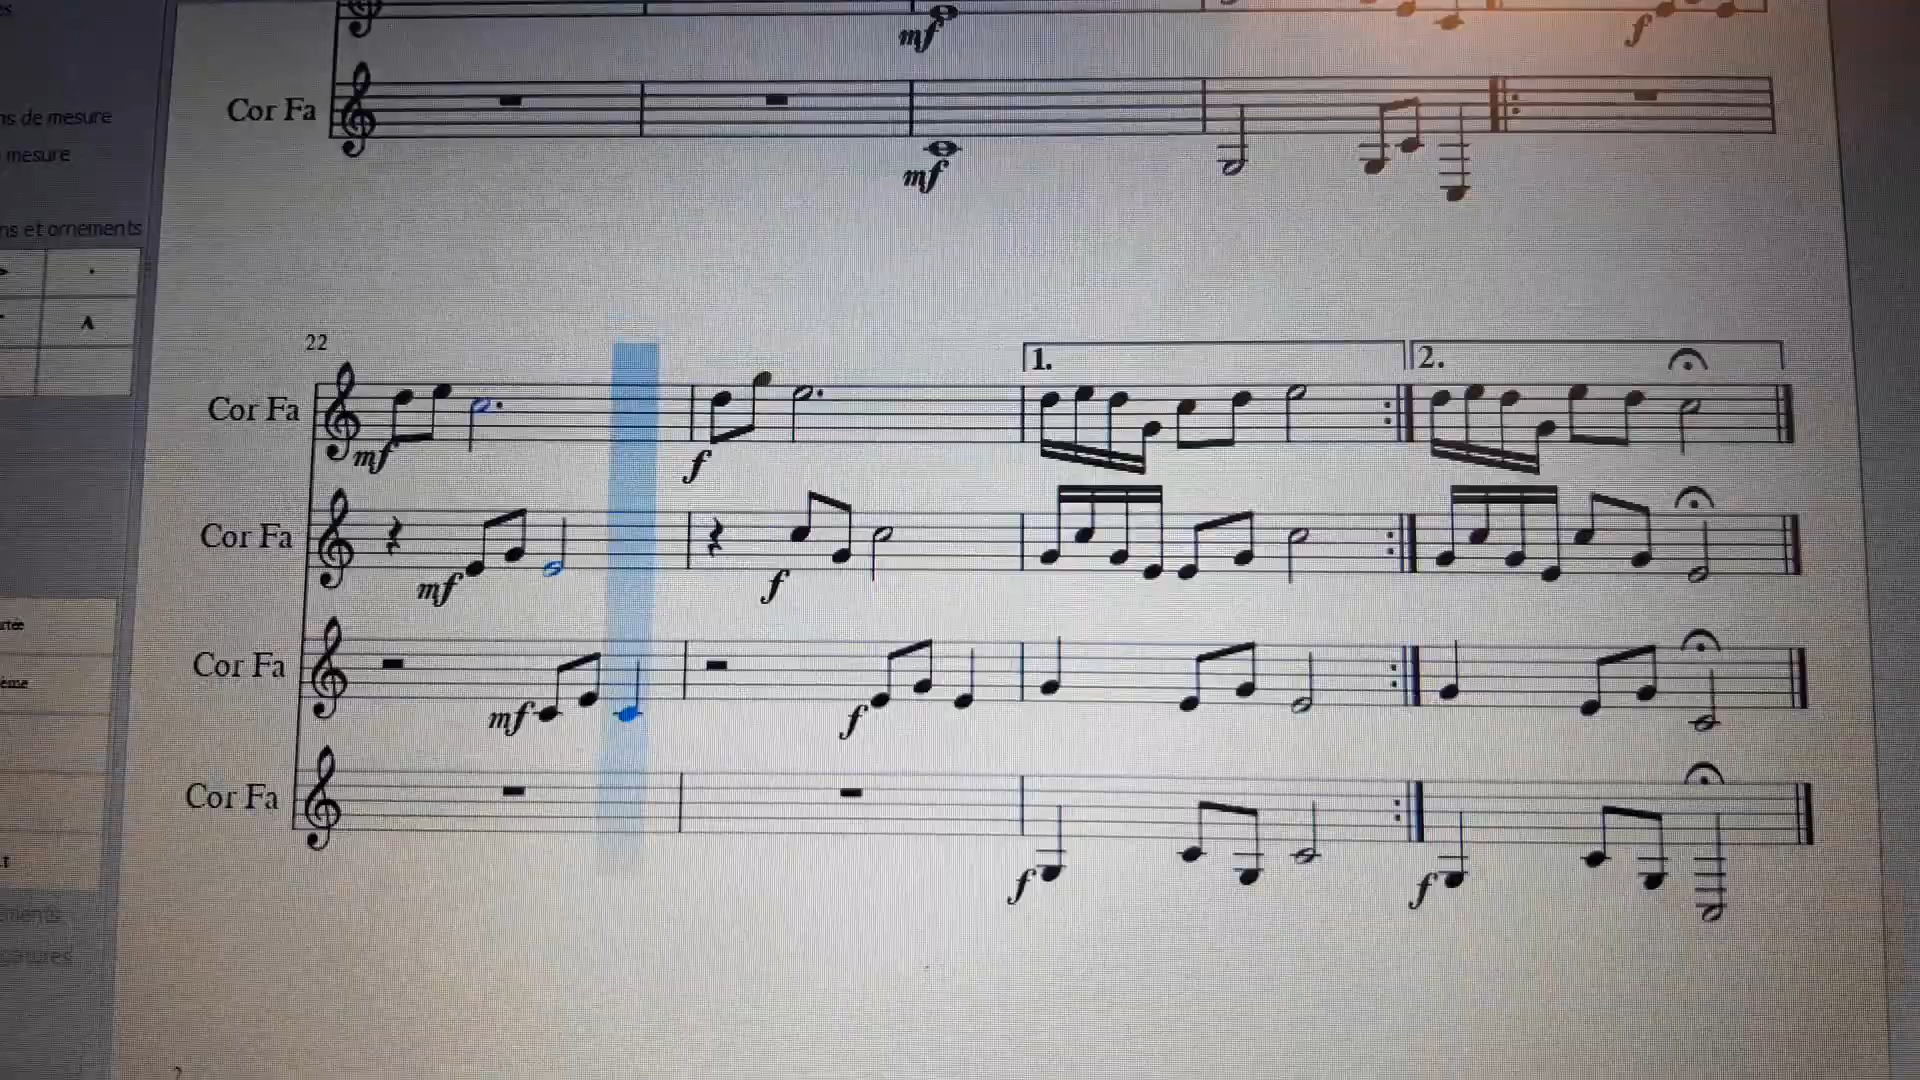 ns de mesure
mesure
ns et ornements
mf
f
Cor Fa
mf
22
1.
2.
Cor Fa
mf
f
Cor Fa
mf
f
Cor Fa
mf
f
Cor Fa
f
f